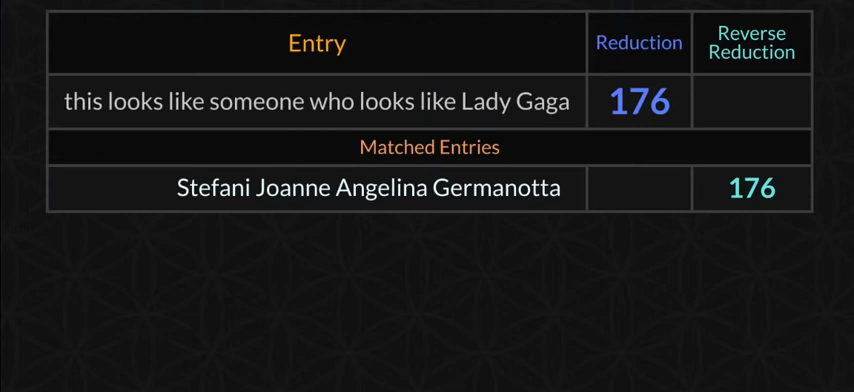 Entry Reduction Reverse Reduction
this looks like someone who looks like Lady Gaga 176
Matched Entries
Stefani Joanne Angelina Germanotta 176